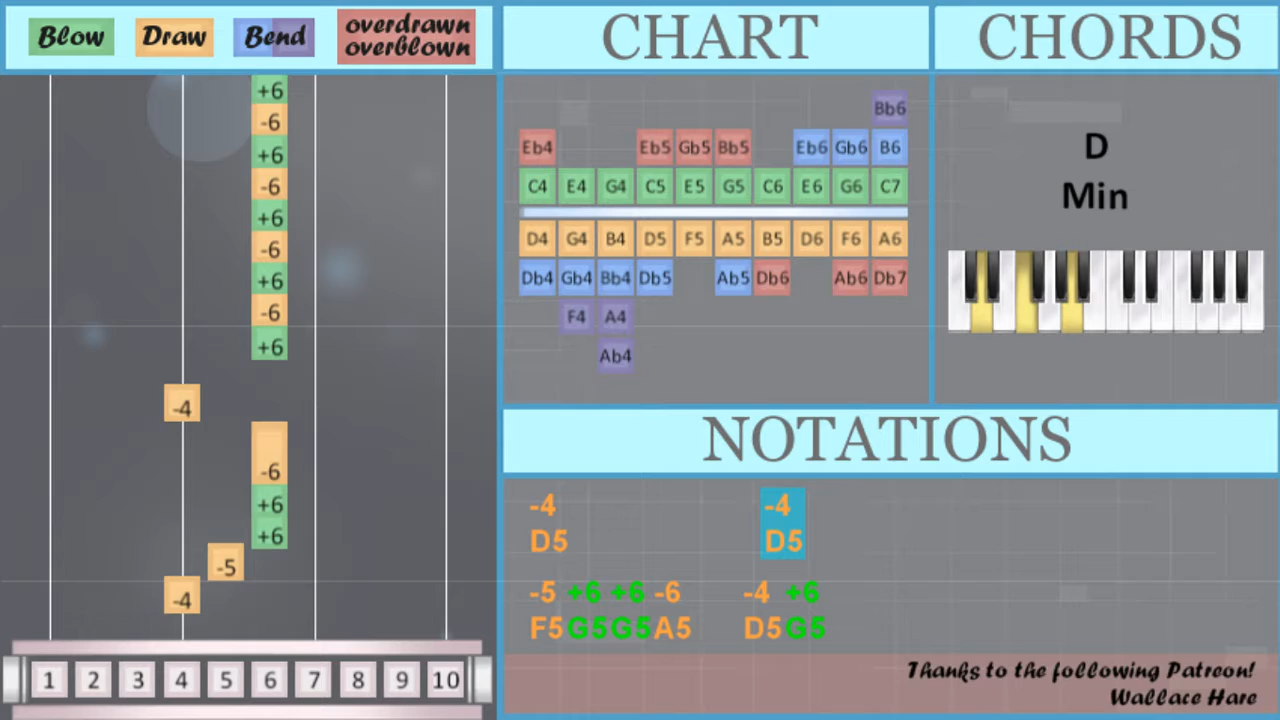 Blow Draw Bend overdrawn
overblown
CHART
CHORDS
+6
-6
+6
-6
+6
-6
+6
-6
+6
-4
-6
+6
+6
-5
-4
1 2 3 4 5 6 7 8 9 10
Bb6
Eb4 Eb5 Gb5 Bb5 Eb6 Gb6 B6
C4 E4 G4 C5 E5 G5 C6 E6 G6 C7
D4 G4 B4 D5 F5 A5 B5 D6 F6 A6
Db4 Gb4 Bb4 Db5 Ab5 Db6 Ab6 Db7
F4 A4
Ab4
D
Min
NOTATIONS
-4 -4
D5 D5
-5 +6 +6 -6 -4 +6
F5 G5 G5 A5 D5 G5
Thanks to the following Patreon!
Wallace Hare